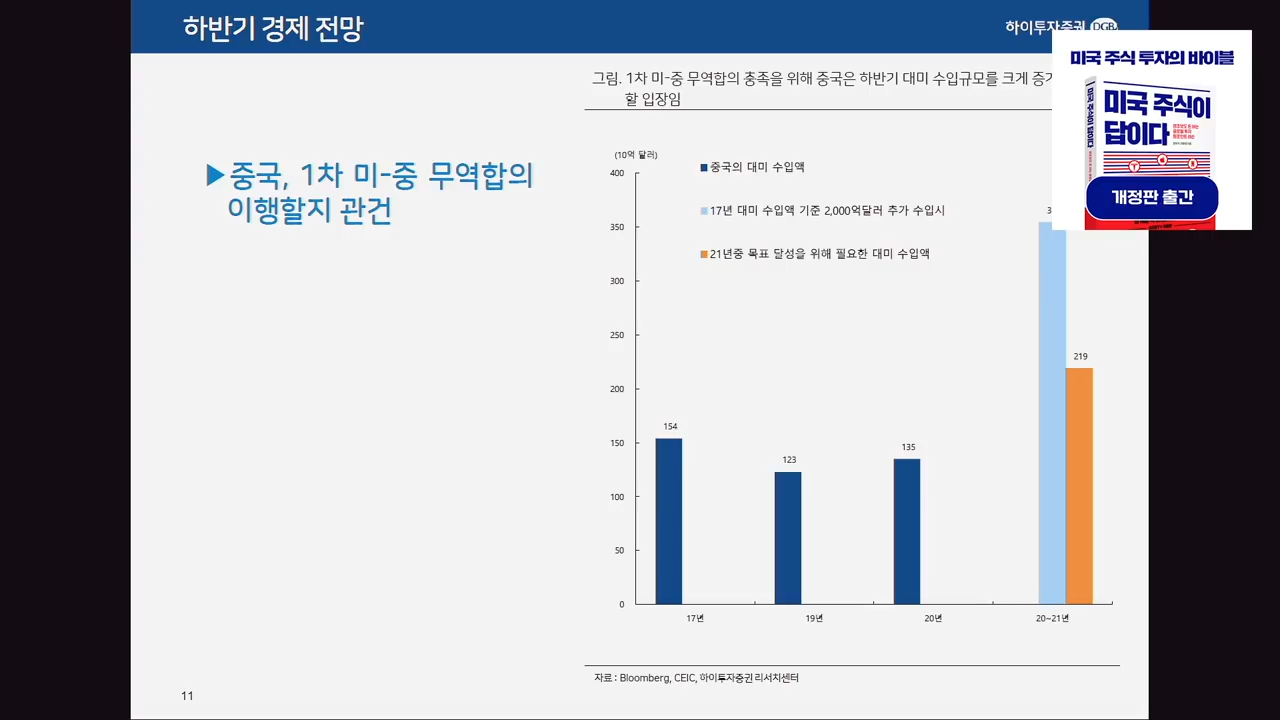 하반기 경제 전망
하이투자증권 DGB
미국 주식 투자의 바이블
미국 주식이 답이다
미국 주식이
답이다
개정판 출간
▶중국, 1차 미-중 무역합의
이행할지 관건
그림. 1차 미-중 무역합의 충족을 위해 중국은 하반기 대미 수입규모를 크게
할 입장임
(10억 달러)
중국의 대미 수입액
17년 대미 수입액 기준 2,000억달러 추가 수입시
21년중 목표 달성을 위해 필요한 대미 수입액
400
350
300
250
200
150
100
50
0
154
123
135
219
17년
19년
20년
20~21년
자료 : Bloomberg, CEIC, 하이투자증권 리서치센터
11